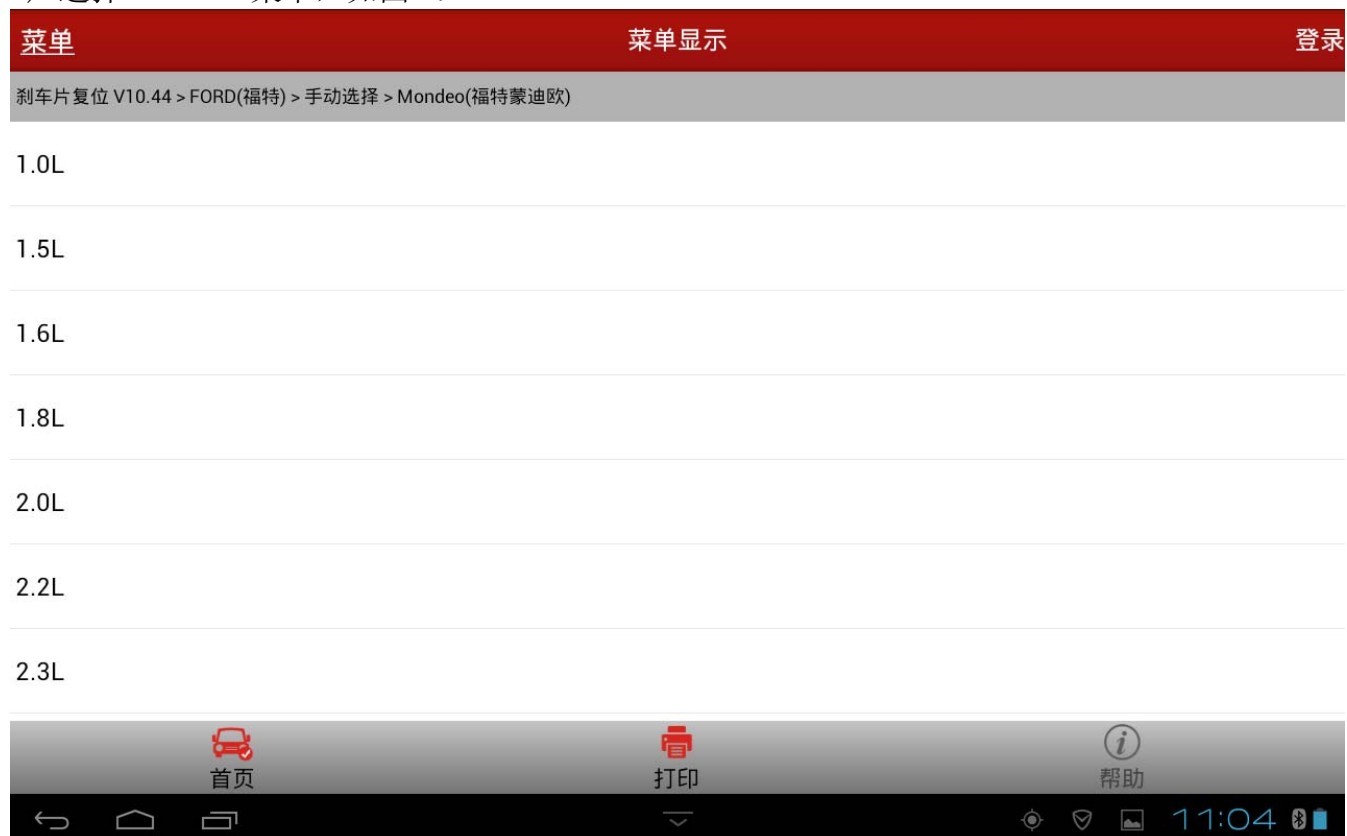 菜单 菜单显示 登录
刹车片复位 V10.44 > FORD(福特) > 手动选择 > Mondeo(福特蒙迪欧)
1.0L
1.5L
1.6L
1.8L
2.0L
2.2L
2.3L
首页 打印 帮助
11:04